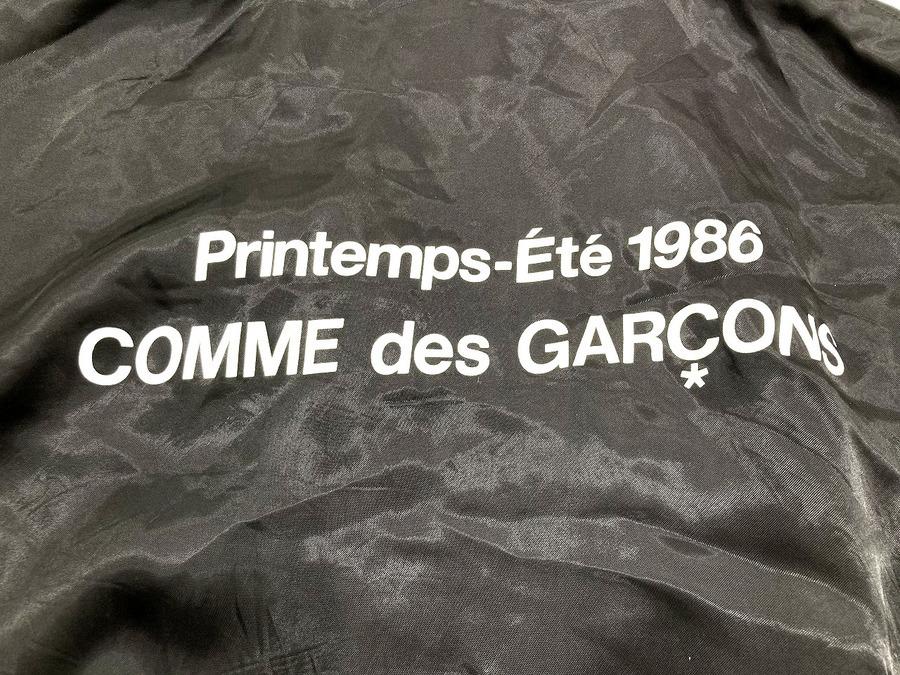 Printemps-Été 1986
COMME des GARÇONS
*